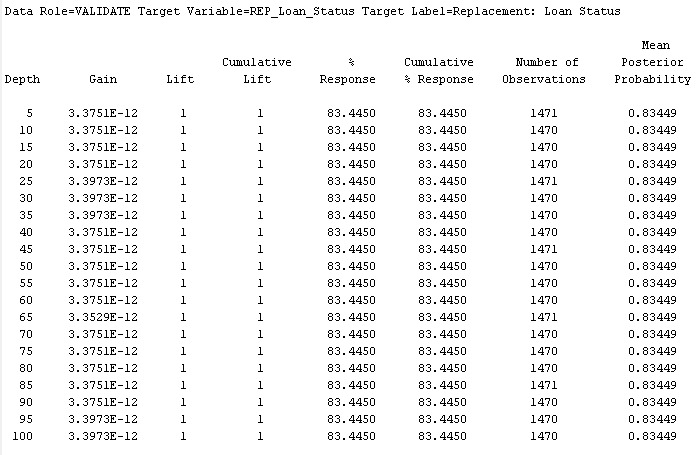 Data Role=VALIDATE Target Variable=REP_Loan_Status Target Label=Replacement: Loan Status
Mean
Cumulative % Cumulative Number of Posterior
Depth Gain Lift Lift Response % Response Observations Probability
5 3.3751E-12 1 1 83.4450 83.4450 1471 0.83449
10 3.3751E-12 1 1 83.4450 83.4450 1470 0.83449
15 3.3751E-12 1 1 83.4450 83.4450 1470 0.83449
20 3.3751E-12 1 1 83.4450 83.4450 1470 0.83449
25 3.3973E-12 1 1 83.4450 83.4450 1471 0.83449
30 3.3973E-12 1 1 83.4450 83.4450 1470 0.83449
35 3.3973E-12 1 1 83.4450 83.4450 1470 0.83449
40 3.3751E-12 1 1 83.4450 83.4450 1470 0.83449
45 3.3751E-12 1 1 83.4450 83.4450 1471 0.83449
50 3.3751E-12 1 1 83.4450 83.4450 1470 0.83449
55 3.3751E-12 1 1 83.4450 83.4450 1470 0.83449
60 3.3751E-12 1 1 83.4450 83.4450 1470 0.83449
65 3.3529E-12 1 1 83.4450 83.4450 1471 0.83449
70 3.3751E-12 1 1 83.4450 83.4450 1470 0.83449
75 3.3751E-12 1 1 83.4450 83.4450 1470 0.83449
80 3.3751E-12 1 1 83.4450 83.4450 1470 0.83449
85 3.3751E-12 1 1 83.4450 83.4450 1471 0.83449
90 3.3751E-12 1 1 83.4450 83.4450 1470 0.83449
95 3.3973E-12 1 1 83.4450 83.4450 1470 0.83449
100 3.3973E-12 1 1 83.4450 83.4450 1470 0.83449